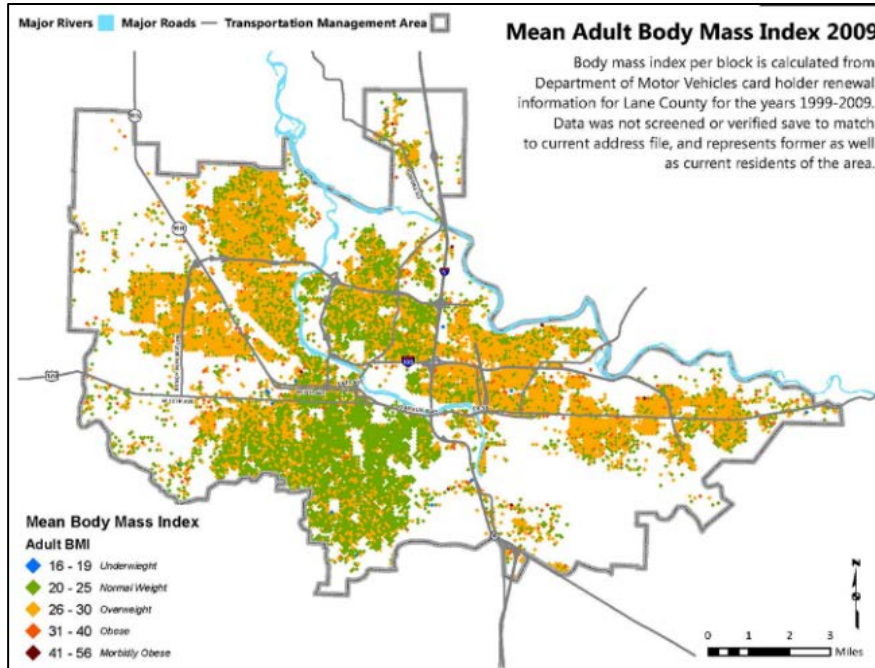 Major Rivers Major Roads Transportation Management Area
Mean Adult Body Mass Index 2009
Body mass index per block is calculated from
Department of Motor Vehicles card holder renewal
information for Lane County for the years 1999-2009.
Data was not screened or verified save to match
to current address file, and represents former as well
as current residents of the area.
Mean Body Mass Index
Adult BMI
16 - 19 Underwieght
20 - 25 Normal Weight
26 - 30 Overweight
31 - 40 Obese
41 - 56 Morbidly Obese
N
0 1 2 3
Miles